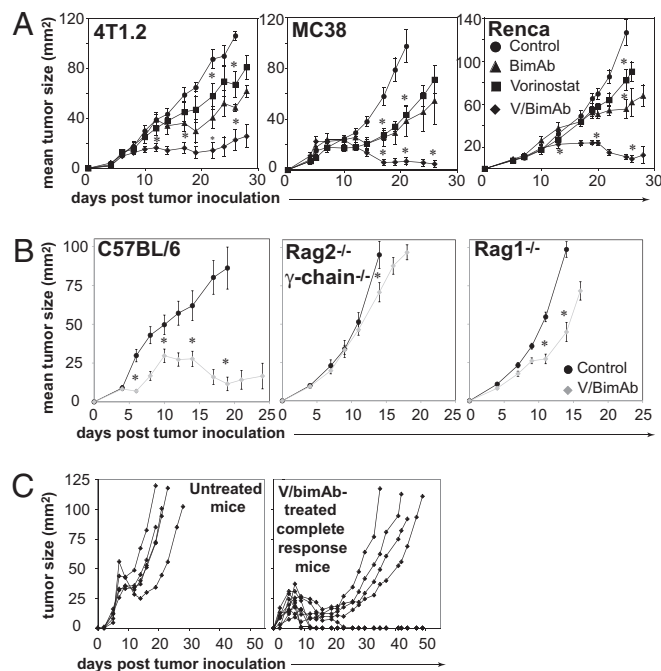 A
4T1.2
MC38
Renca
Control
BimAb
Vorinostat
V/BimAb
mean tumor size (mm²)
120
80
40
0
120
80
40
0
140
100
60
20
0 10 20 30
0 10 20 30
0 10 20 30
days post tumor inoculation
B
C57BL/6
Rag2-/-
γ-chain-/-
Rag1-/-
Control
V/BimAb
mean tumor size (mm²)
100
75
50
25
0
0 5 10 15 20 25
0 5 10 15 20 25
0 5 10 15 20 25
days post tumor inoculation
C
Untreated
mice
V/bimAb-
treated
complete
response
mice
tumor size (mm²)
125
100
75
50
25
0
0 10 20 30 40 50
0 10 20 30 40 50
days post tumor inoculation